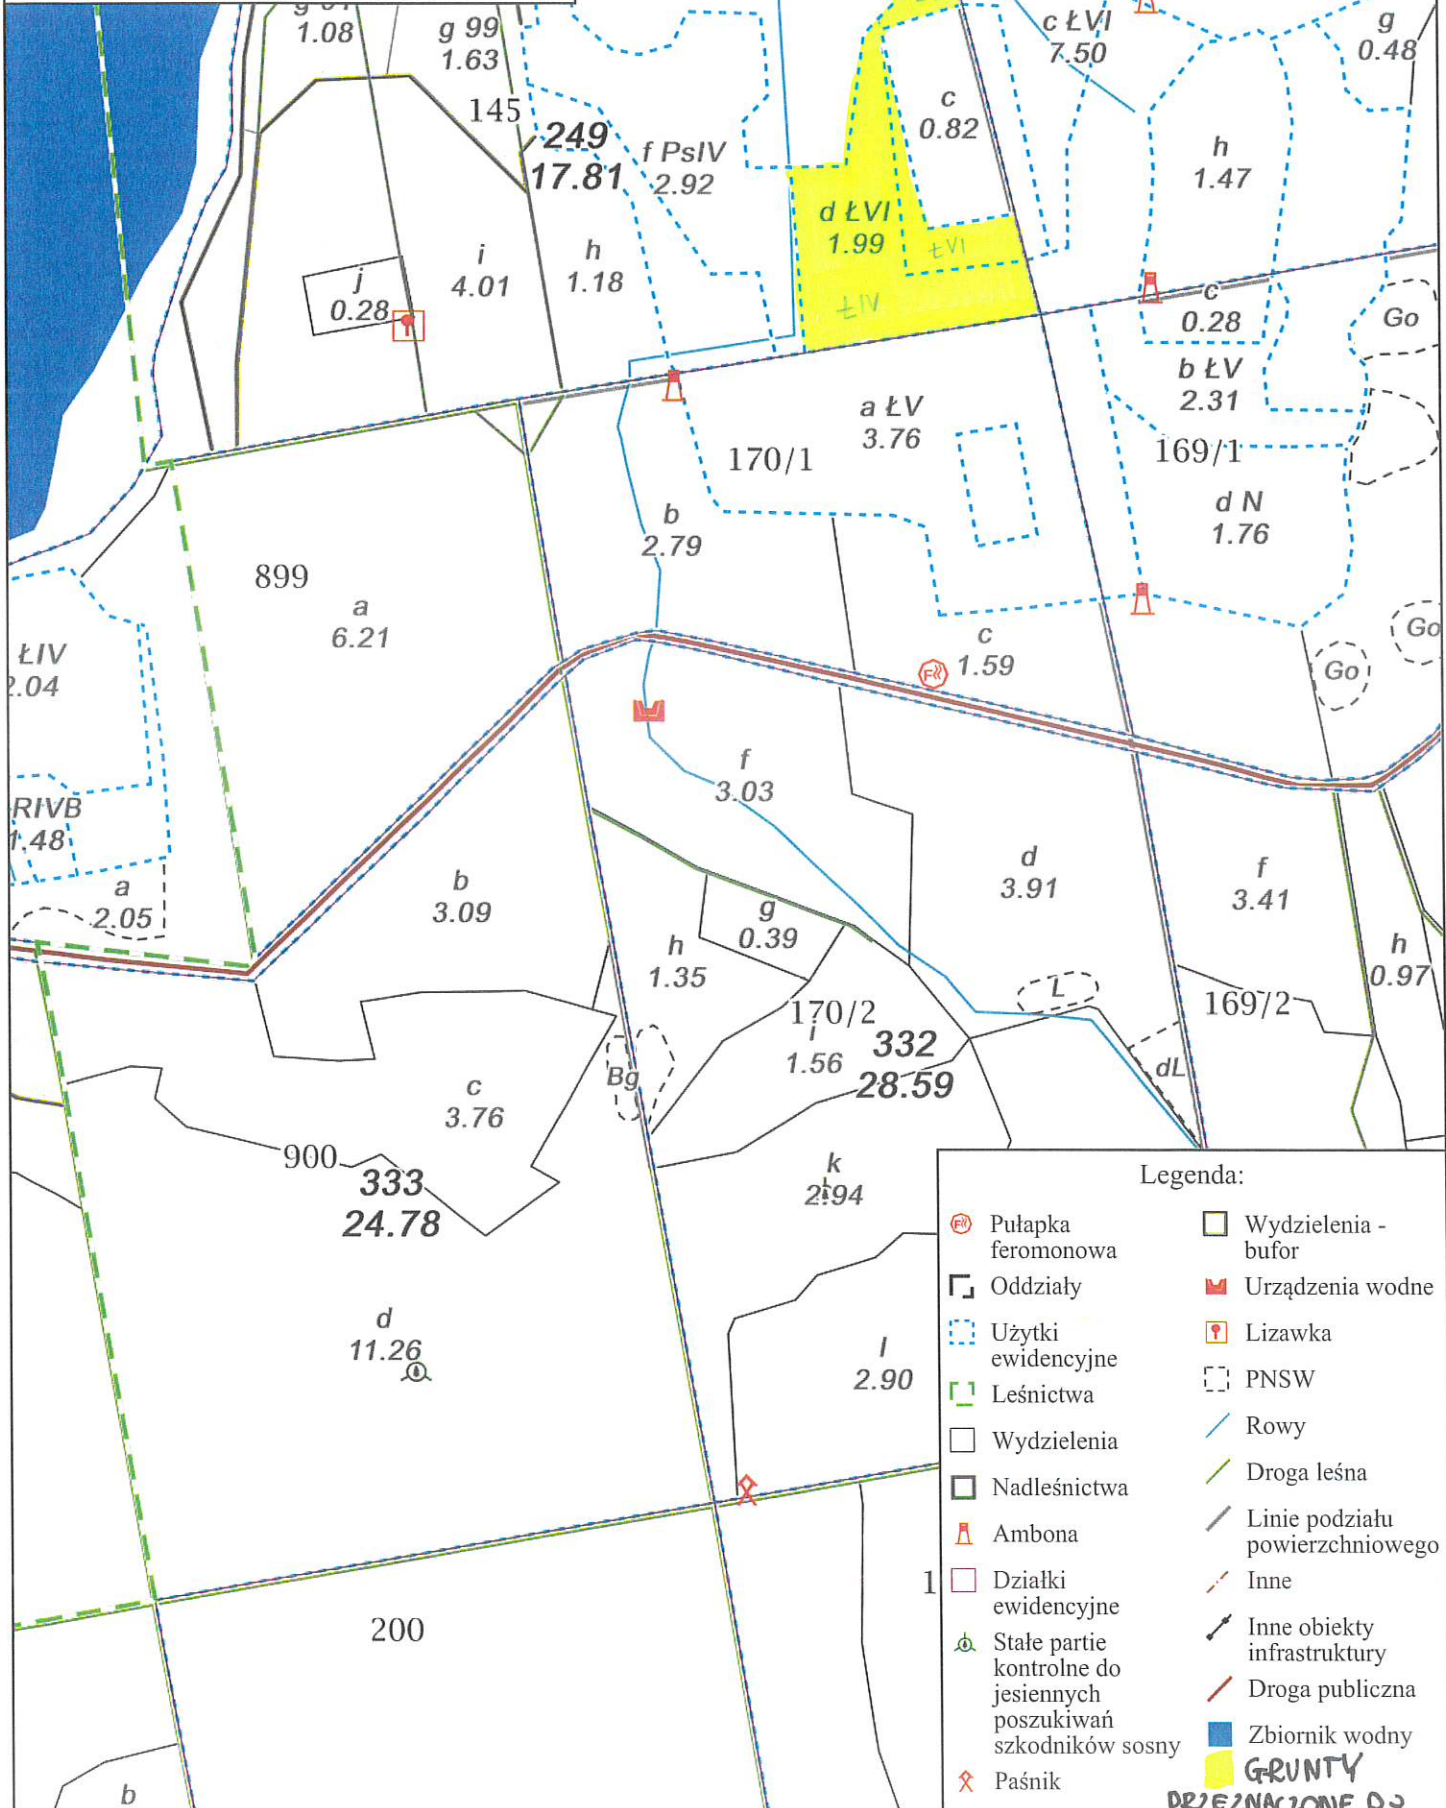 1.08
g 99
1.63
145
249
17.81
f PsIV
2.92
c
0.82
c ŁVI
7.50
g
0.48
h
1.47
d ŁVI
1.99
ŁVI
ŁIV
j
0.28
i
4.01
h
1.18
c
0.28
Go
b ŁV
2.31
a ŁV
3.76
170/1
169/1
d N
1.76
b
2.79
899
a
6.21
ŁIV
2.04
c
1.59
Go
Go
RIVB
1.48
a
2.05
b
3.09
f
3.03
d
3.91
f
3.41
g
0.39
h
1.35
h
0.97
L
170/2
169/2
i
1.56
332
28.59
dL
Bg
c
3.76
900
333
24.78
k
2.94
d
11.26
l
2.90
200
1
b
Legenda:
Pułapka
feromonowa
Oddziały
Użytki
ewidencyjne
Leśnictwa
Wydzielenia
Nadleśnictwa
Ambona
Działki
ewidencyjne
Stałe partie
kontrolne do
jesiennych
poszukiwań
szkodników sosny
Paśnik
Wydzielenia -
bufor
Urządzenia wodne
Lizawka
PNSW
Rowy
Droga leśna
Linie podziału
powierzchniowego
Inne
Inne obiekty
infrastruktury
Droga publiczna
Zbiornik wodny
GRUNTY
PRZEZNACZONE DO